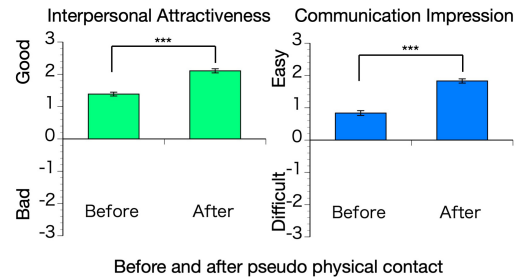 Interpersonal Attractiveness
Good
Bad
3
2
1
0
-1
-2
-3
***
Before
After
Communication Impression
Easy
Difficult
3
2
1
0
-1
-2
-3
***
Before
After
Before and after pseudo physical contact